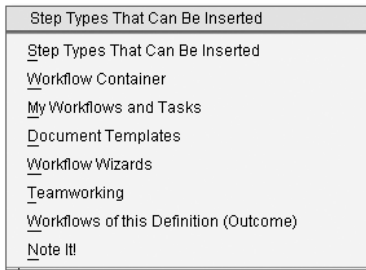 Step Types That Can Be Inserted
Step Types That Can Be Inserted
Workflow Container
My Workflows and Tasks
Document Templates
Workflow Wizards
Teamworking
Workflows of this Definition (Outcome)
Note It!